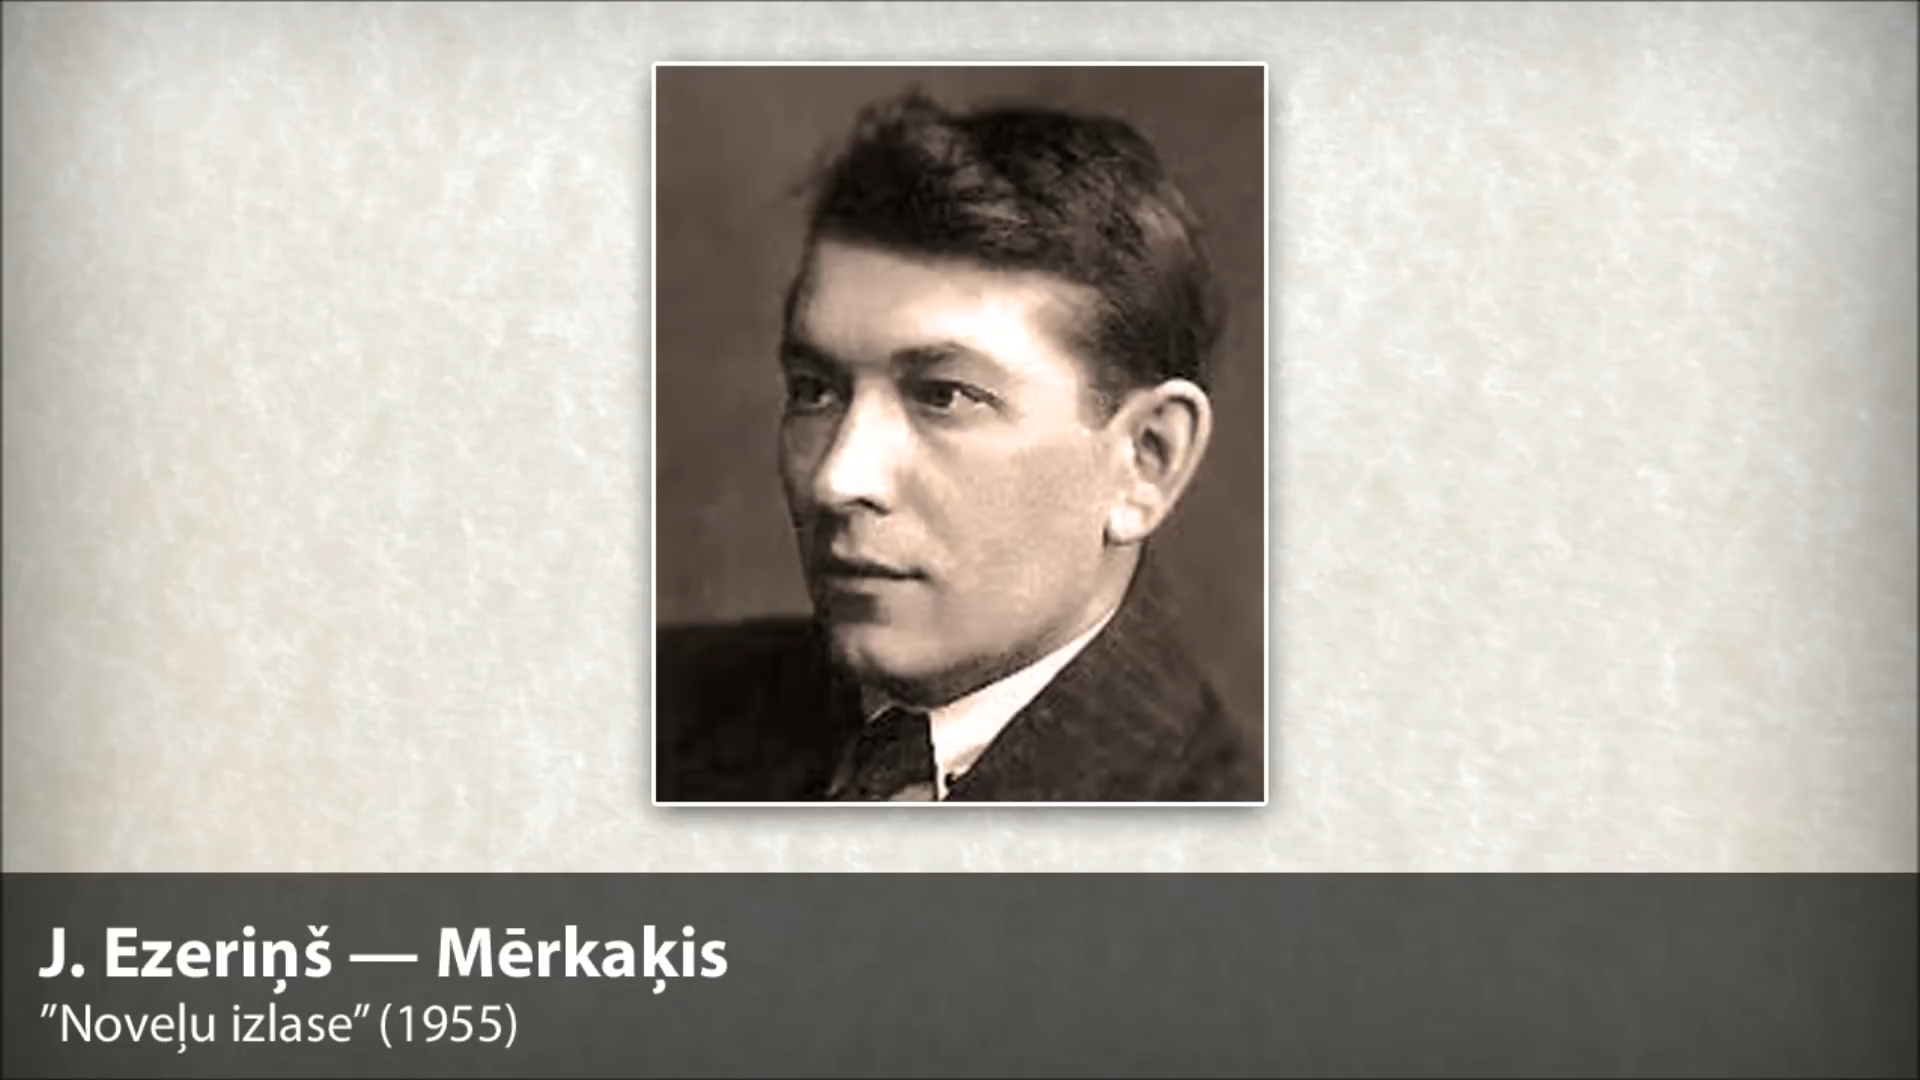 J. Ezeriņš — Mērkaķis
”Noveļu izlase” (1955)